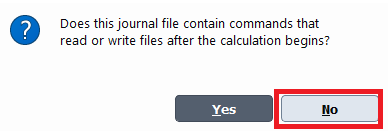 Does this journal file contain commands that
read or write files after the calculation begins?
Yes No